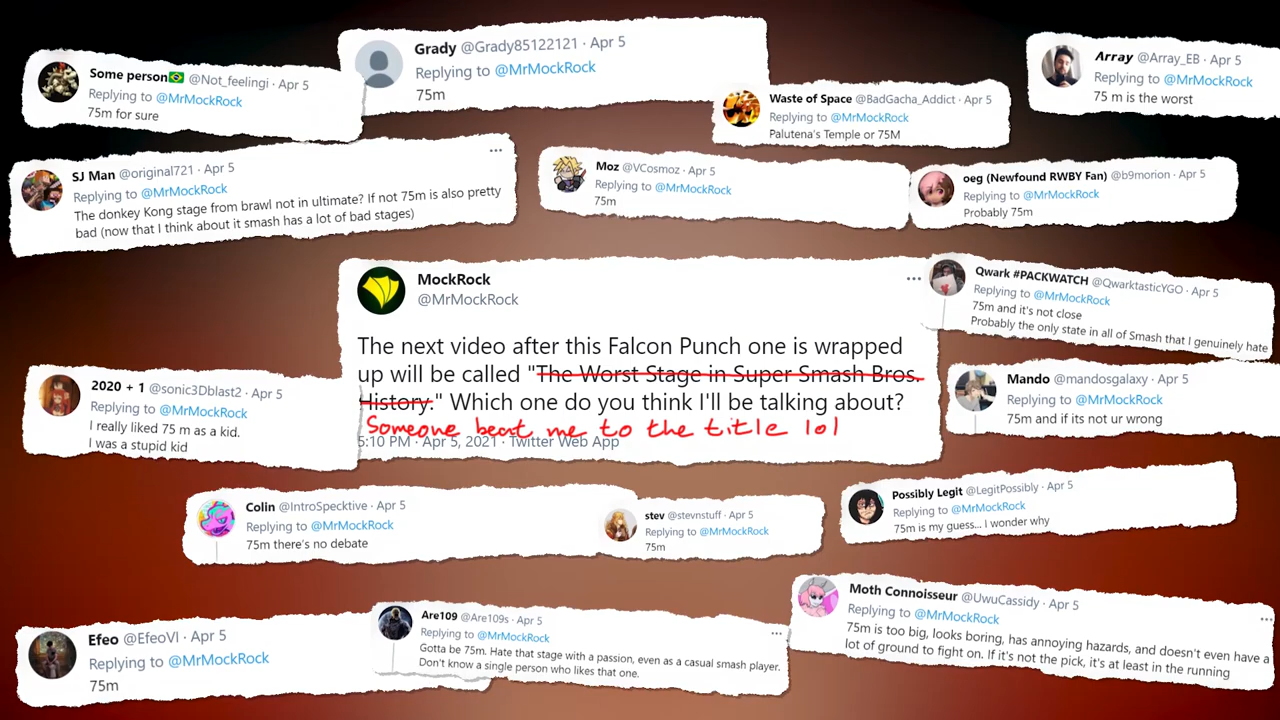 Grady @Grady85122121 · Apr 5
Replying to @MrMockRock
75m
Some person🇧🇷 @Not_feelingi · Apr 5
Replying to @MrMockRock
75m for sure
Array @Array_EB · Apr 5
Replying to @MrMockRock
75 m is the worst
Waste of Space @BadGacha_Addict · Apr 5
Replying to @MrMockRock
Palutena's Temple or 75M
SJ Man @original721 · Apr 5
Replying to @MrMockRock
The donkey Kong stage from brawl not in ultimate? If not 75m is also pretty
bad (now that I think about it smash has a lot of bad stages)
Moz @VCosmoz · Apr 5
Replying to @MrMockRock
75m
oeg (Newfound RWBY Fan) @b9morion · Apr 5
Replying to @MrMockRock
Probably 75m
MockRock
@MrMockRock
The next video after this Falcon Punch one is wrapped
up will be called "The Worst Stage in Super Smash Bros.
History." Which one do you think I'll be talking about?
Someone beat me to the title lol
5:10 PM · Apr 5, 2021 · Twitter Web App
Qwark #PACKWATCH @QwarktasticYGO · Apr 5
Replying to @MrMockRock
75m and it's not close
Probably the only state in all of Smash that I genuinely hate
2020 + 1 @sonic3Dblast2 · Apr 5
Replying to @MrMockRock
I really liked 75 m as a kid.
I was a stupid kid
Mando @mandosgalaxy · Apr 5
Replying to @MrMockRock
75m and if its not ur wrong
Colin @IntroSpecktive · Apr 5
Replying to @MrMockRock
75m there's no debate
stev @stevnstuff · Apr 5
Replying to @MrMockRock
75m
Possibly Legit @LegitPossibly · Apr 5
Replying to @MrMockRock
75m is my guess... I wonder why
Efeo @EfeoVI · Apr 5
Replying to @MrMockRock
75m
Are109 @Are109s · Apr 5
Replying to @MrMockRock
Gotta be 75m. Hate that stage with a passion, even as a casual smash player.
Don't know a single person who likes that one.
Moth Connoisseur @UwuCassidy · Apr 5
Replying to @MrMockRock
75m is too big, looks boring, has annoying hazards, and doesn't even have a
lot of ground to fight on. If it's not the pick, it's at least in the running